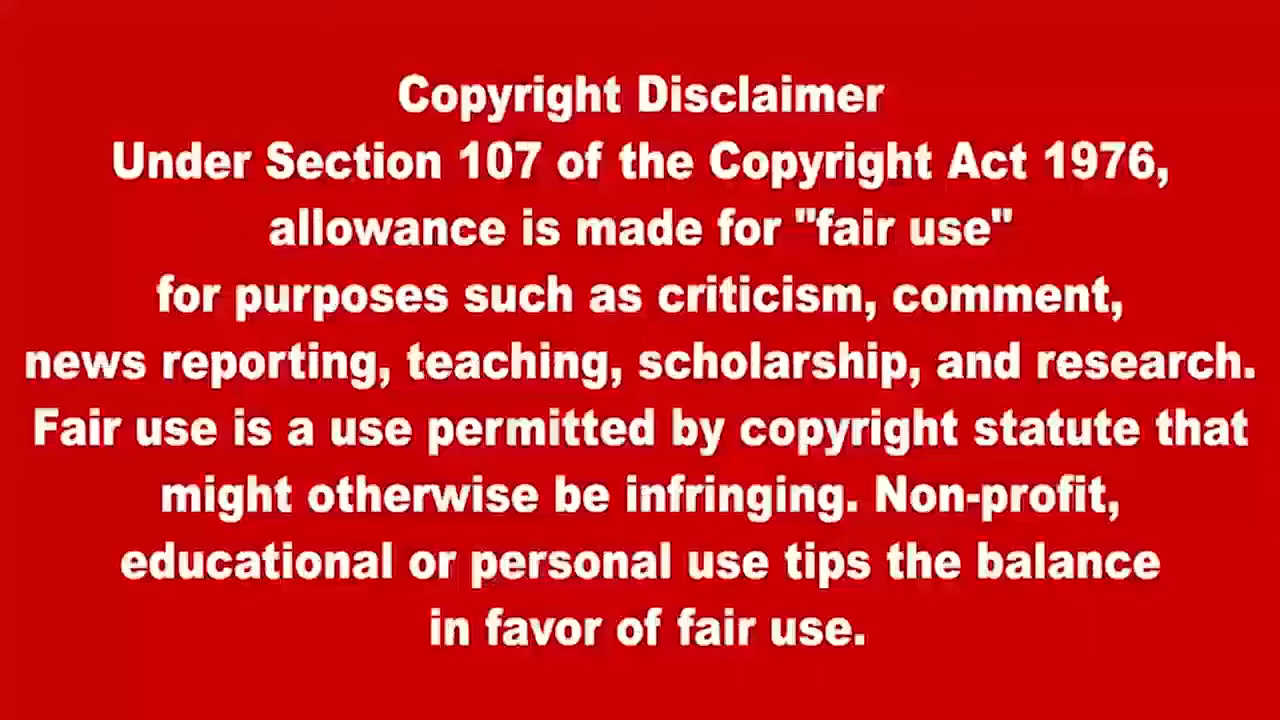 Copyright Disclaimer
Under Section 107 of the Copyright Act 1976,
allowance is made for "fair use"
for purposes such as criticism, comment,
news reporting, teaching, scholarship, and research.
Fair use is a use permitted by copyright statute that
might otherwise be infringing. Non-profit,
educational or personal use tips the balance
in favor of fair use.